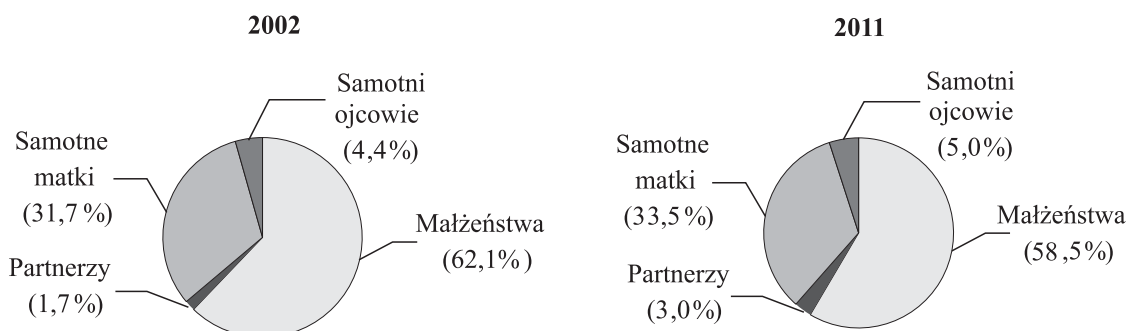 2002
Samotni
ojcowie
(4,4%)
Samotne
matki
(31,7%)
Małżeństwa
(62,1%)
Partnerzy
(1,7%)
2011
Samotni
ojcowie
(5,0%)
Samotne
matki
(33,5%)
Małżeństwa
(58,5%)
Partnerzy
(3,0%)